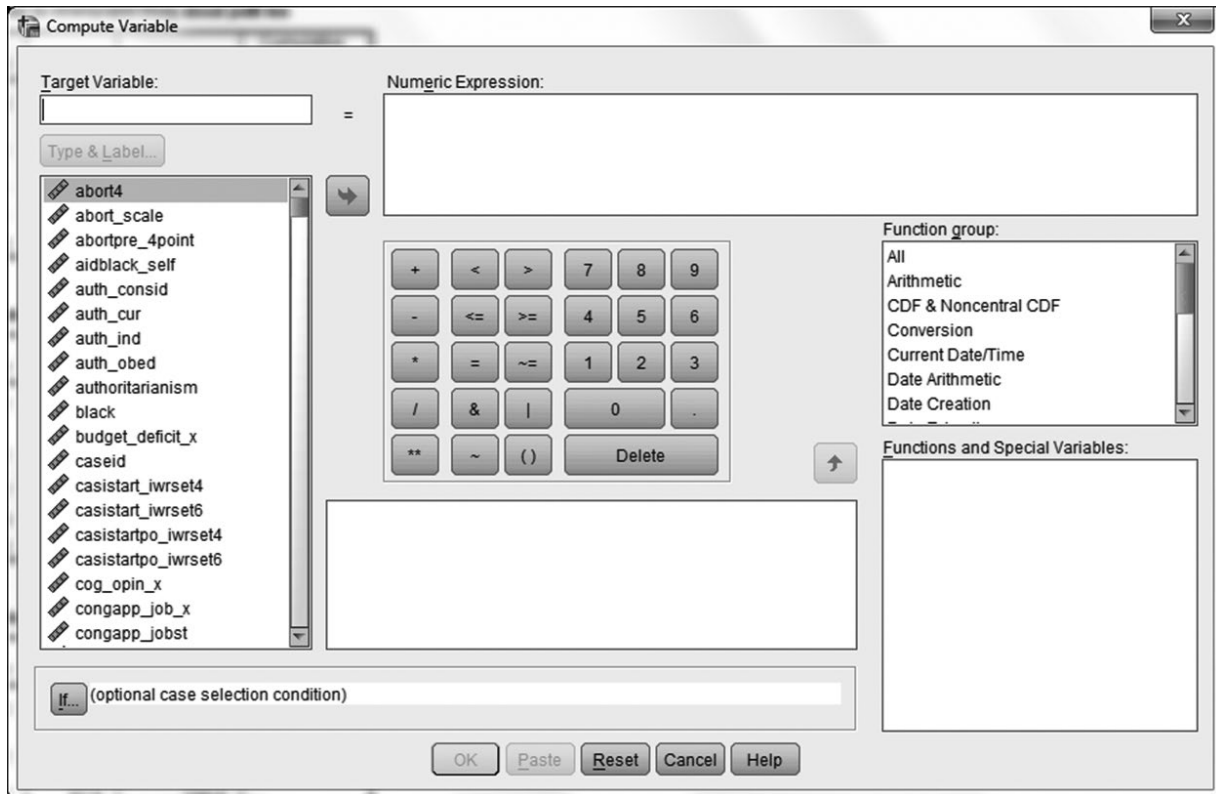 Compute Variable
Target Variable:
=
Numeric Expression:
Type & Label...
abort4
abort_scale
abortpre_4point
aidblack_self
auth_consid
auth_cur
auth_ind
auth_obed
authoritarianism
black
budget_deficit_x
caseid
casistart_iwrset4
casistart_iwrset6
casistartpo_iwrset4
casistartpo_iwrset6
cog_opin_x
congapp_job_x
congapp_jobst
+ < > 7 8 9
- <= >= 4 5 6
* = ~= 1 2 3
/ & | 0 .
** ~ ( ) Delete
Function group:
All
Arithmetic
CDF & Noncentral CDF
Conversion
Current Date/Time
Date Arithmetic
Date Creation
Functions and Special Variables:
If... (optional case selection condition)
OK Paste Reset Cancel Help